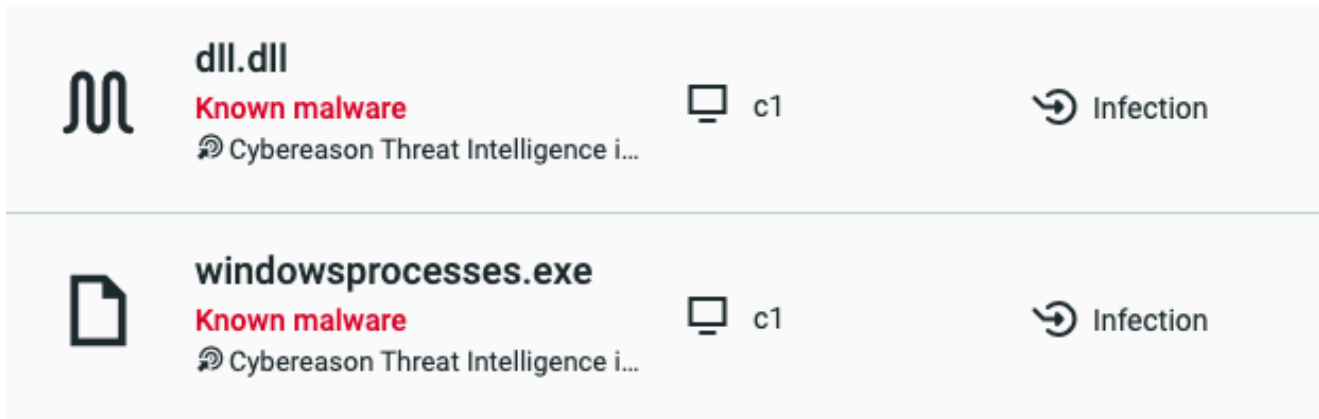 dll.dll
Known malware
Cybereason Threat Intelligence i...
c1
Infection
windowsprocesses.exe
Known malware
Cybereason Threat Intelligence i...
c1
Infection